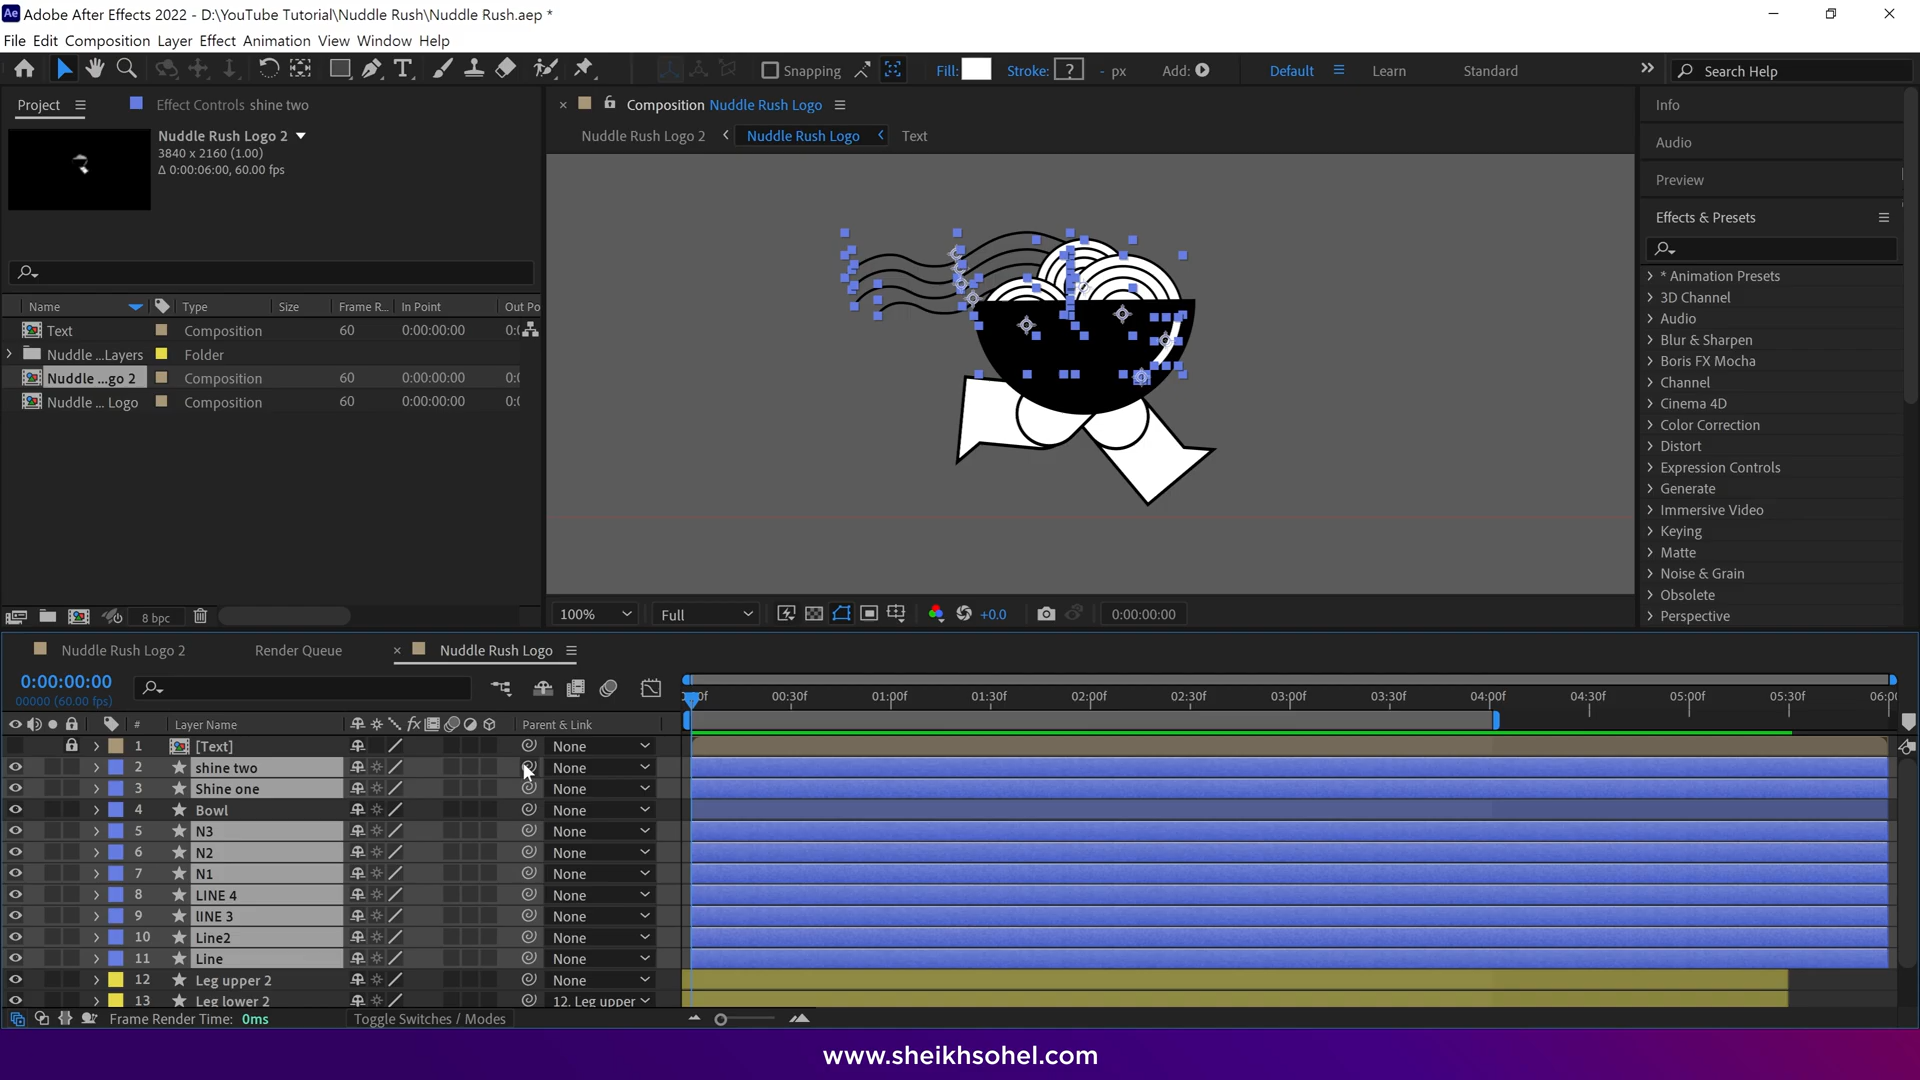 Adobe After Effects 2022 - D:\YouTube Tutorial\Nuddle Rush\Nuddle Rush.aep *
File Edit Composition Layer Effect Animation View Window Help
Snapping
Fill: Stroke: ? - px Add:
Default Learn Standard
Search Help
Project
Effect Controls shine two
Nuddle Rush Logo 2
3840 x 2160 (1.00)
Δ 0:00:06:00, 60.00 fps
Name Type Size Frame R... In Point Out Po
Text Composition 60 0:00:00:00 0:(
Nuddle ...Layers Folder
Nuddle ...go 2 Composition 60 0:00:00:00 0:(
Nuddle ... Logo Composition 60 0:00:00:00 0:(
8 bpc
Composition Nuddle Rush Logo
Nuddle Rush Logo 2 Nuddle Rush Logo Text
100% Full +0.0 0:00:00:00
Info
Audio
Preview
Effects & Presets
* Animation Presets
3D Channel
Audio
Blur & Sharpen
Boris FX Mocha
Channel
Cinema 4D
Color Correction
Distort
Expression Controls
Generate
Immersive Video
Keying
Matte
Noise & Grain
Obsolete
Perspective
Nuddle Rush Logo 2 Render Queue Nuddle Rush Logo
0:00:00:00
00000 (60.00 fps)
00f 00:30f 01:00f 01:30f 02:00f 02:30f 03:00f 03:30f 04:00f 04:30f 05:00f 05:30f 06:0
# Layer Name fx Parent & Link
1 [Text] None
2 shine two None
3 Shine one None
4 Bowl None
5 N3 None
6 N2 None
7 N1 None
8 LINE 4 None
9 lINE 3 None
10 Line2 None
11 Line None
12 Leg upper 2 None
13 Leg lower 2 12. Leg upper
Frame Render Time: 0ms Toggle Switches / Modes
www.sheikhsohel.com